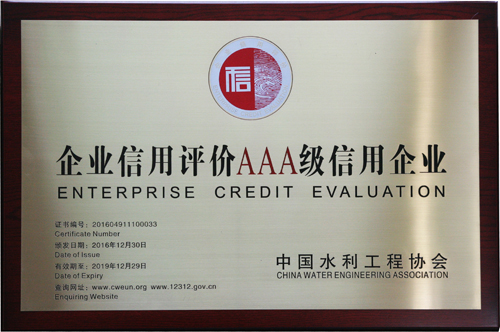 信
企业信用评价AAA级信用企业
ENTERPRISE CREDIT EVALUATION
证书编号：201604911100033
Certificate Number
颁发日期：2016年12月30日
Date of Issue
有效期至：2019年12月29日
Date of Expiry
查询网址：www.cweun.org www.12312.gov.cn
Enquiring Website
中国水利工程协会
CHINA WATER ENGINEERING ASSOCIATION